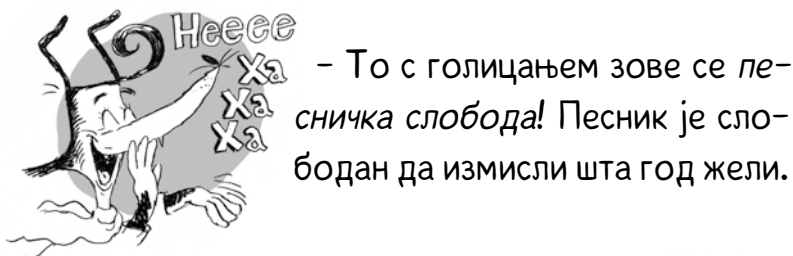 Нееее
Ха
Ха
Ха
– То с голицањем зове се пе-
сничка слобода! Песник је сло-
бодан да измисли шта год жели.